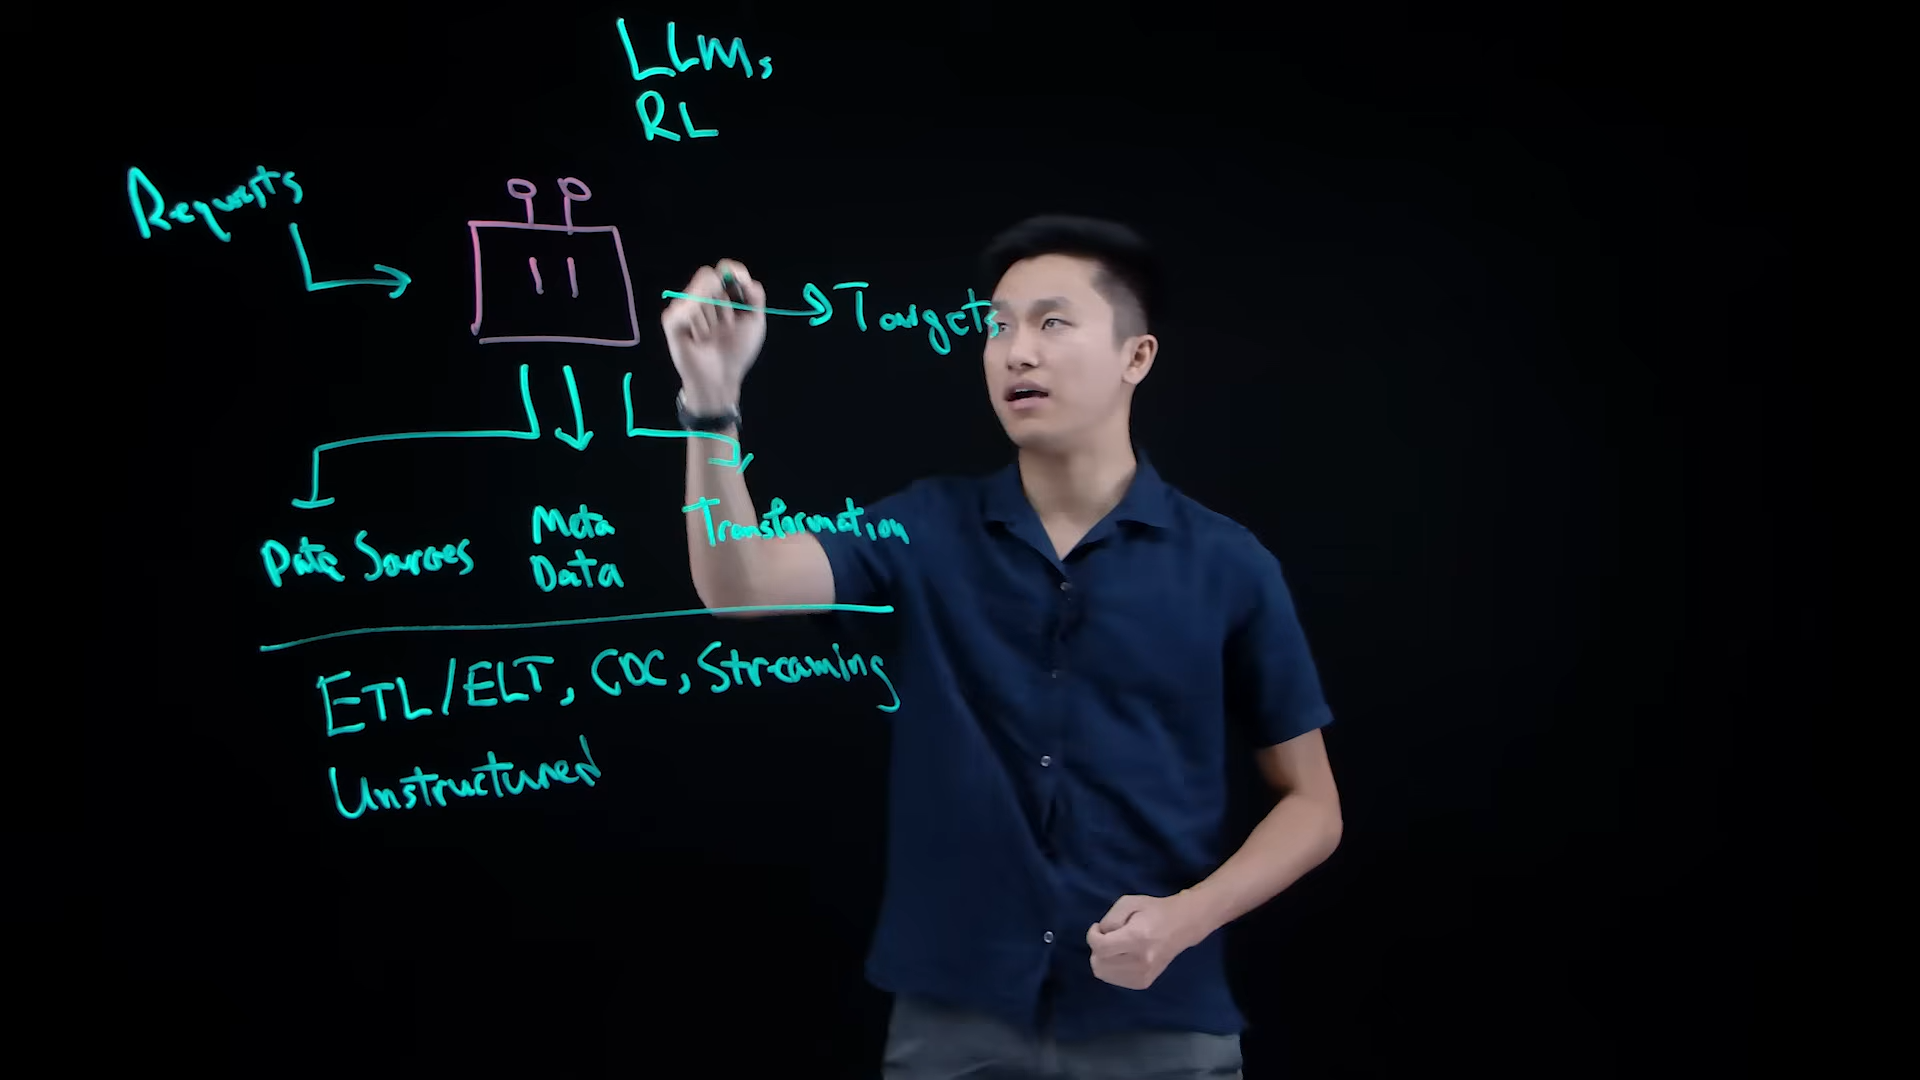 LLMs
RL
Requests
Targets
Data Sources
Meta
Data
Transformation
ETL/ELT, CDC, Streaming
Unstructured